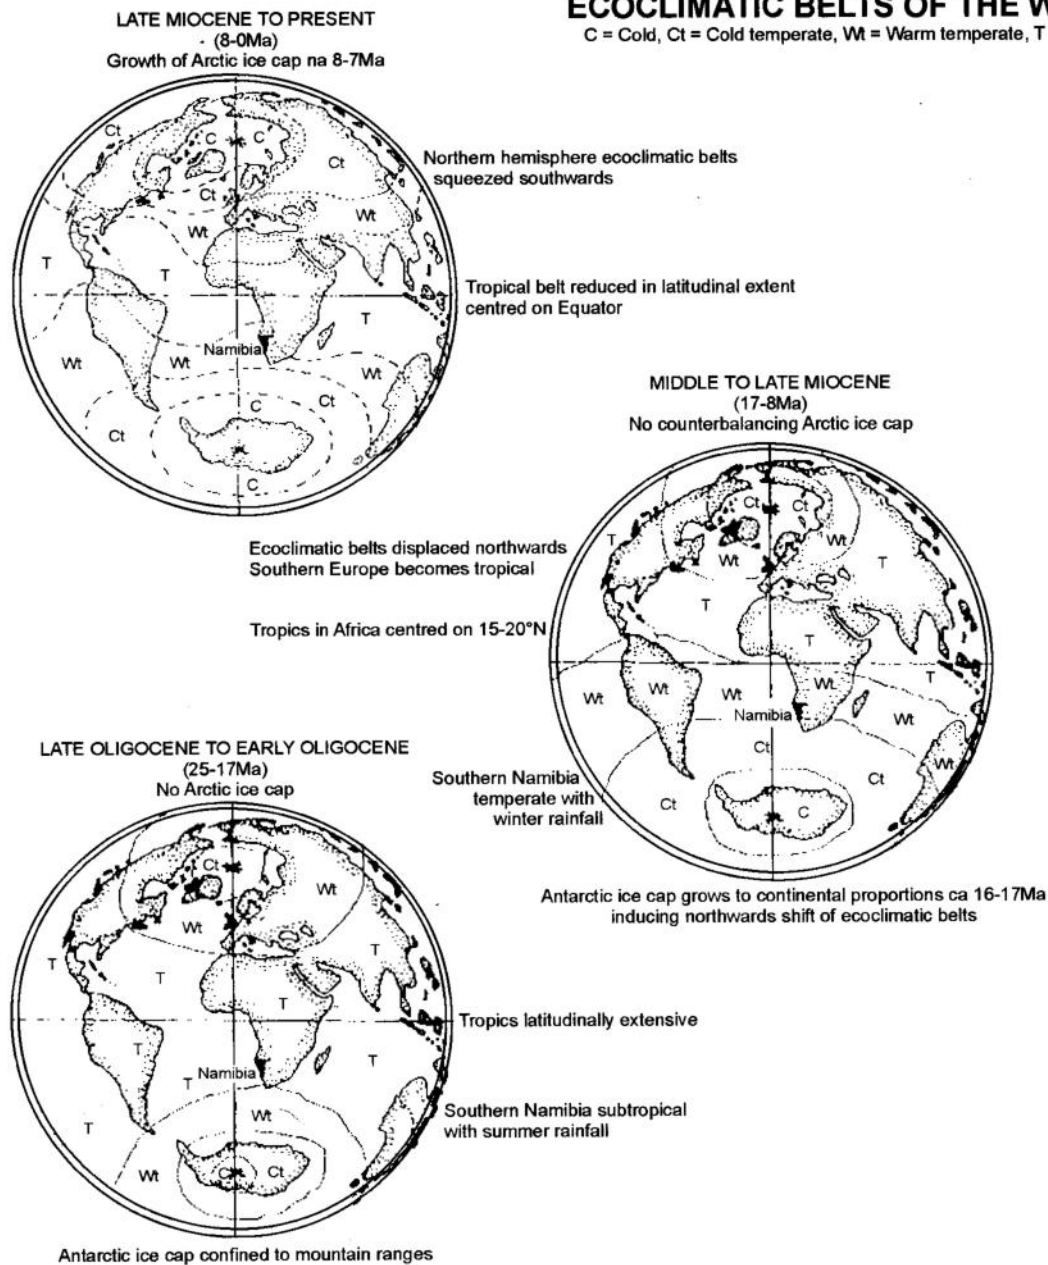 ECOCLIMATIC BELTS OF THE W
C = Cold, Ct = Cold temperate, Wt = Warm temperate, T
LATE MIOCENE TO PRESENT
(8-0Ma)
Growth of Arctic ice cap na 8-7Ma
Ct
C
C
Ct
Ct
Wt
Wt
T
T
T
Namibia
Wt
Wt
Wt
Ct
C
Ct
C
Northern hemisphere ecoclimatic belts
squeezed southwards
Tropical belt reduced in latitudinal extent
centred on Equator
MIDDLE TO LATE MIOCENE
(17-8Ma)
No counterbalancing Arctic ice cap
T
Ct
Ct
Wt
Wt
T
T
T
T
Wt
Wt
Wt
Wt
Wt
Namibia
Ct
Wt
Ct
Ct
C
Ecoclimatic belts displaced northwards
Southern Europe becomes tropical
Tropics in Africa centred on 15-20°N
Southern Namibia
temperate with
winter rainfall
Antarctic ice cap grows to continental proportions ca 16-17Ma
inducing northwards shift of ecoclimatic belts
LATE OLIGOCENE TO EARLY OLIGOCENE
(25-17Ma)
No Arctic ice cap
Ct
Wt
Wt
T
T
T
T
T
T
Namibia
T
T
Wt
Wt
C
Ct
Tropics latitudinally extensive
Southern Namibia subtropical
with summer rainfall
Antarctic ice cap confined to mountain ranges